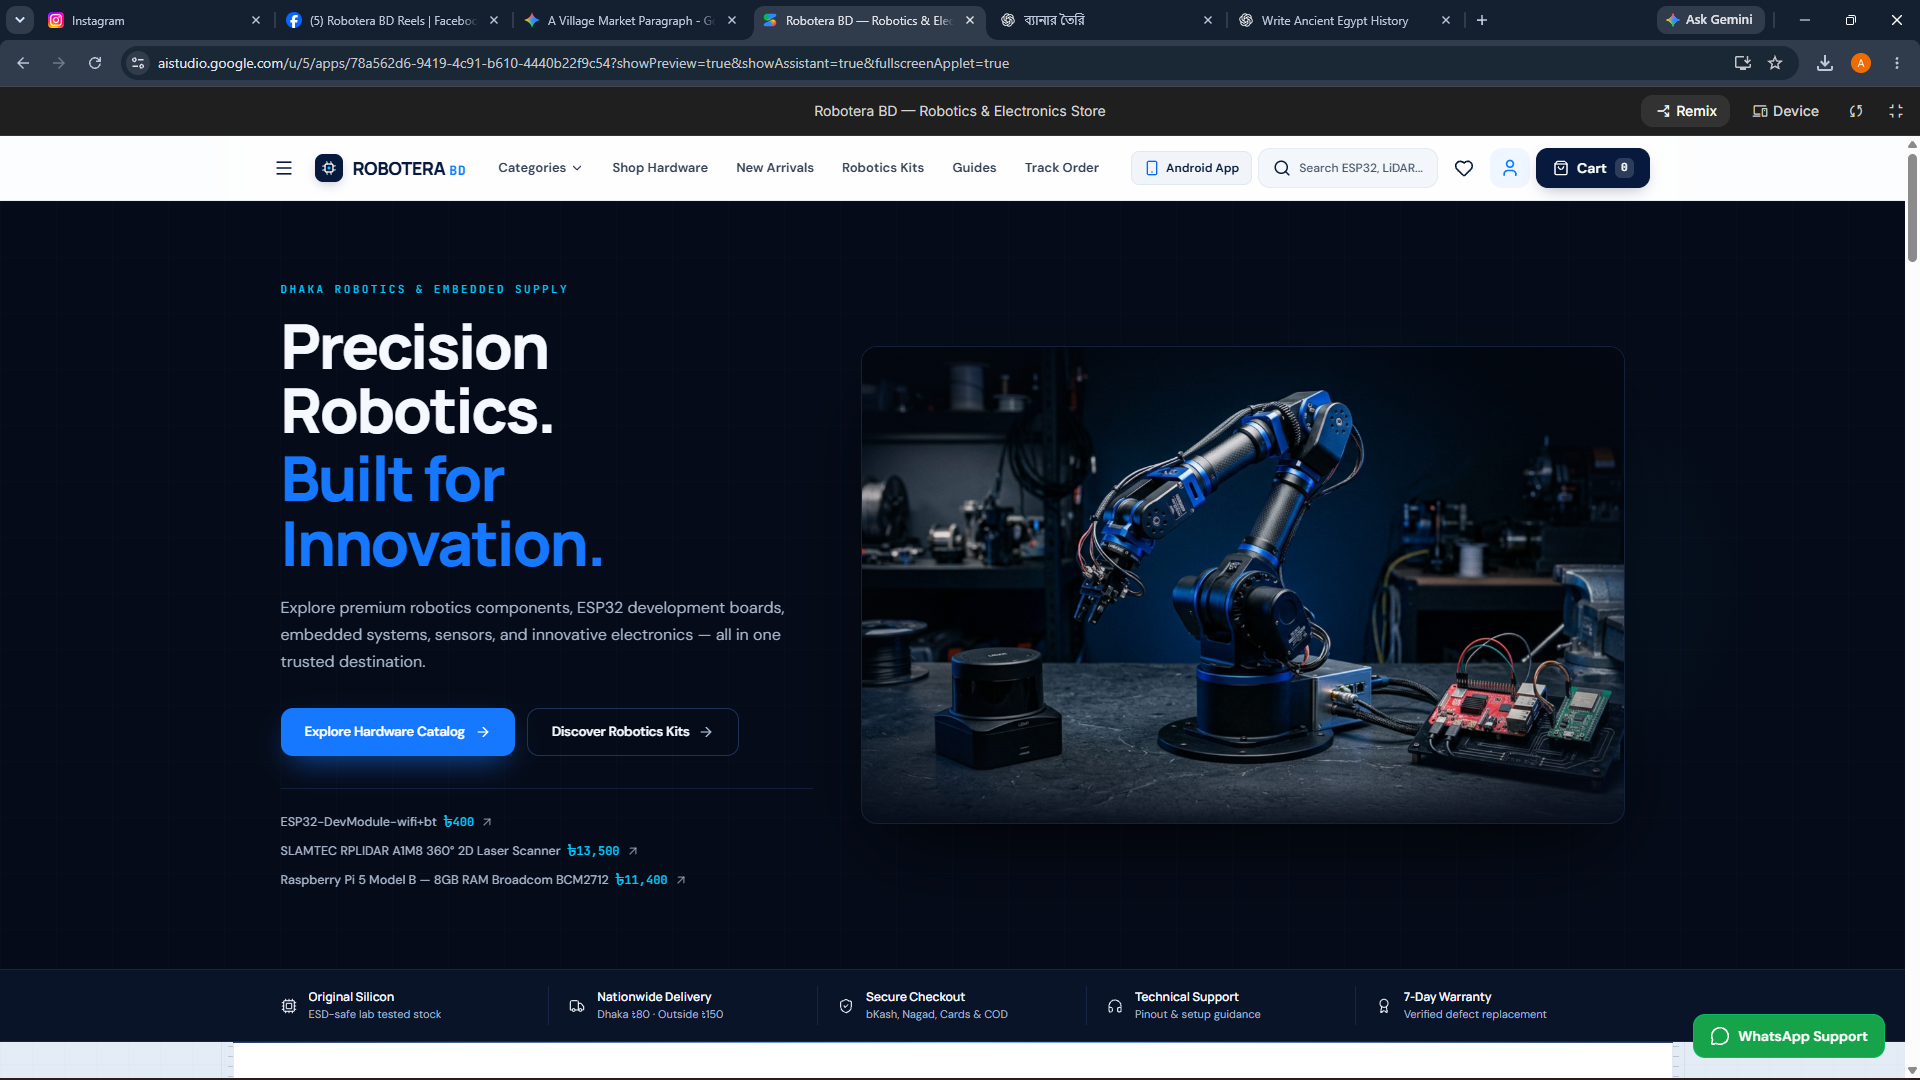 Instagram
(5) Robotera BD Reels | Faceboo
A Village Market Paragraph - G
Robotera BD — Robotics & Ele
ব্যানার তৈরি
Write Ancient Egypt History
Ask Gemini
aistudio.google.com/u/5/apps/78a562d6-9419-4c91-b610-4440b22f9c54?showPreview=true&showAssistant=true&fullscreenApplet=true
A
Robotera BD — Robotics & Electronics Store
Remix
Device
ROBOTERA BD
Categories
Shop Hardware
New Arrivals
Robotics Kits
Guides
Track Order
Android App
Search ESP32, LiDAR...
Cart 0
DHAKA ROBOTICS & EMBEDDED SUPPLY
Precision
Robotics.
Built for
Innovation.
Explore premium robotics components, ESP32 development boards,
embedded systems, sensors, and innovative electronics — all in one
trusted destination.
Explore Hardware Catalog →
Discover Robotics Kits →
ESP32-DevModule-wifi+bt ৳400 ↗
SLAMTEC RPLIDAR A1M8 360° 2D Laser Scanner ৳13,500 ↗
Raspberry Pi 5 Model B — 8GB RAM Broadcom BCM2712 ৳11,400 ↗
Original Silicon
ESD-safe lab tested stock
Nationwide Delivery
Dhaka ৳80 · Outside ৳150
Secure Checkout
bKash, Nagad, Cards & COD
Technical Support
Pinout & setup guidance
7-Day Warranty
Verified defect replacement
WhatsApp Support